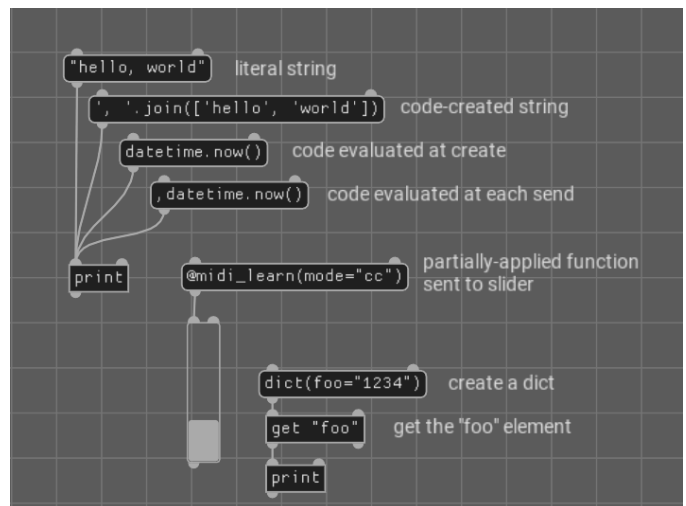 "hello, world" literal string
', '.join(['hello', 'world']) code-created string
datetime.now() code evaluated at create
,datetime.now() code evaluated at each send
print
@midi_learn(mode="cc") partially-applied function
sent to slider
dict(foo="1234") create a dict
get "foo" get the "foo" element
print